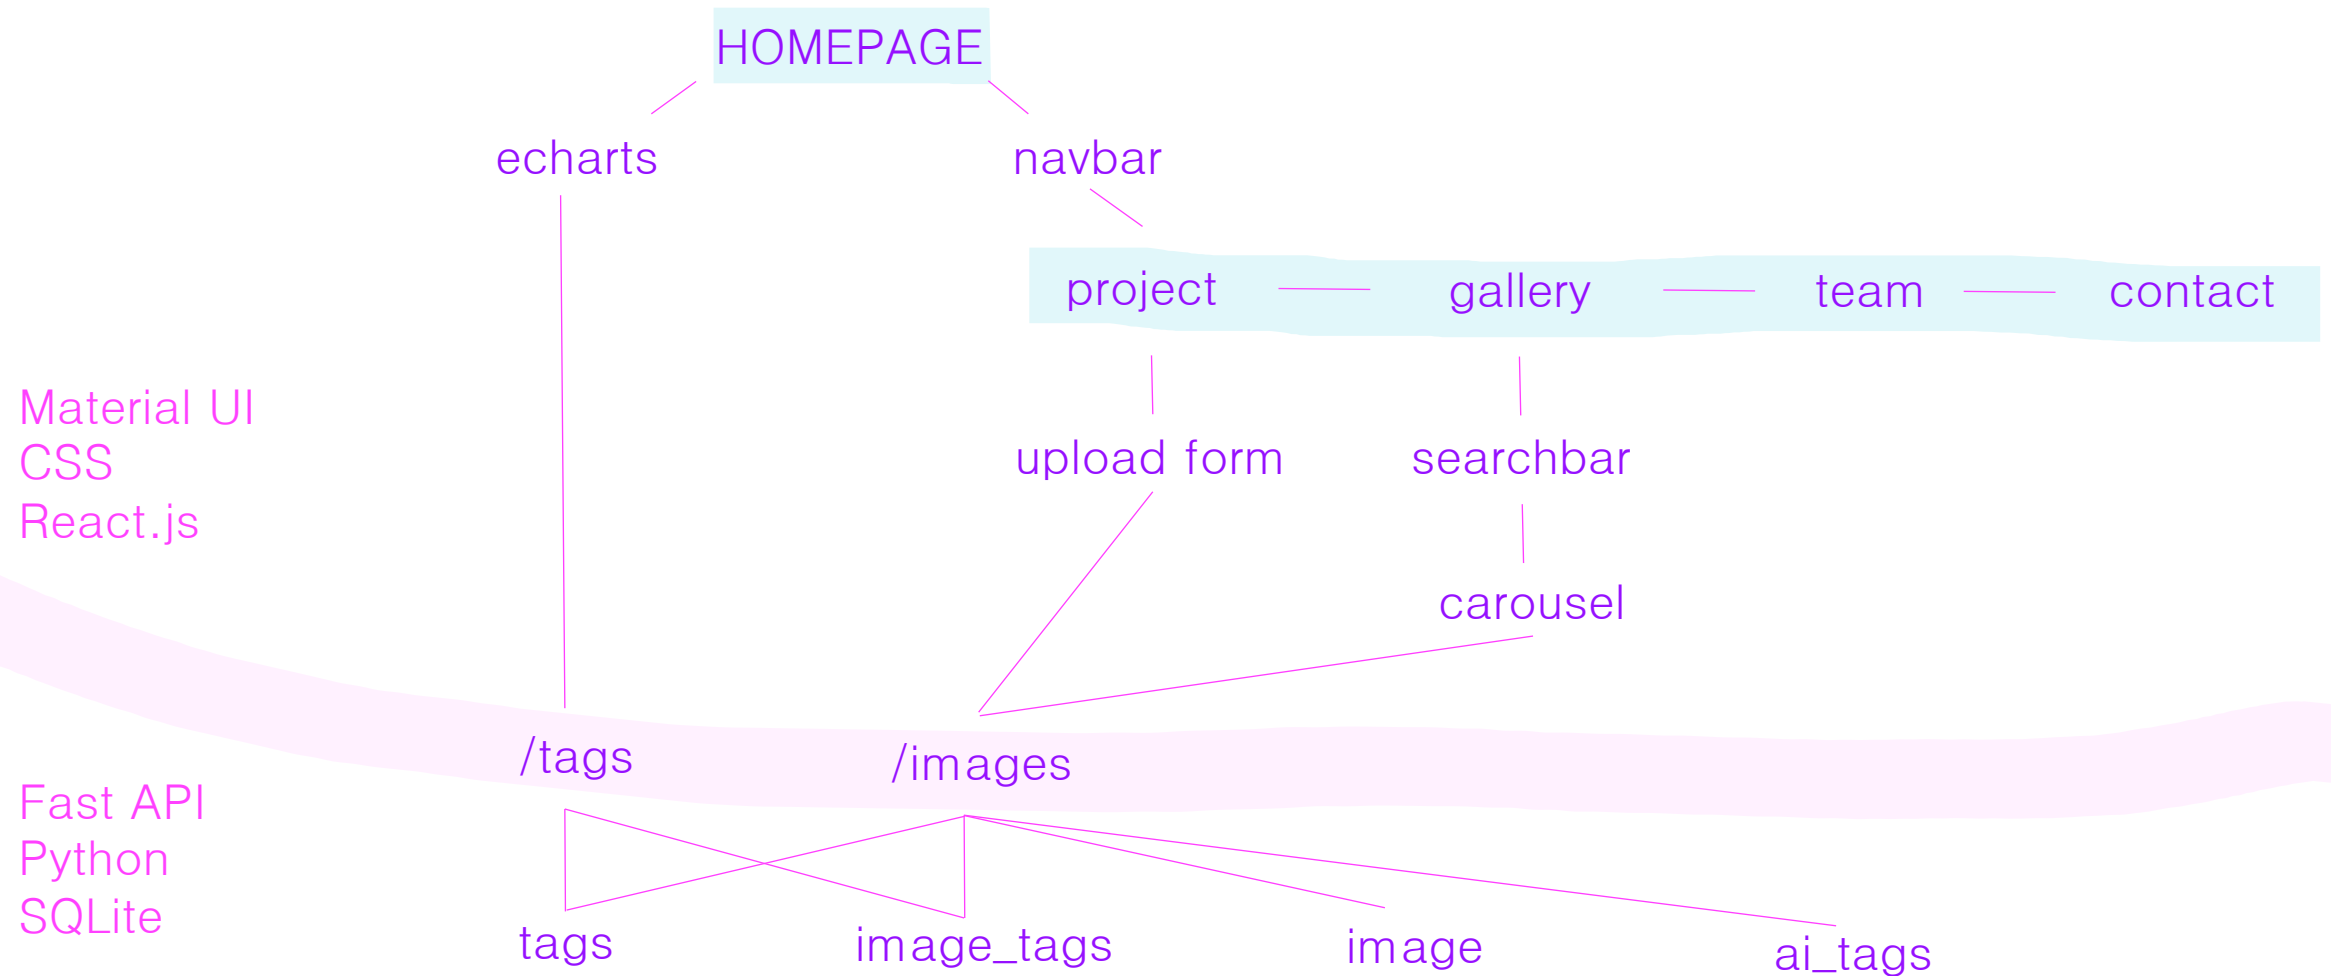 HOMEPAGE
echarts
navbar
project
gallery
team
contact
Material UI
CSS
React.js
upload form
searchbar
carousel
/tags
/images
Fast API
Python
SQLite
tags
image_tags
image
ai_tags